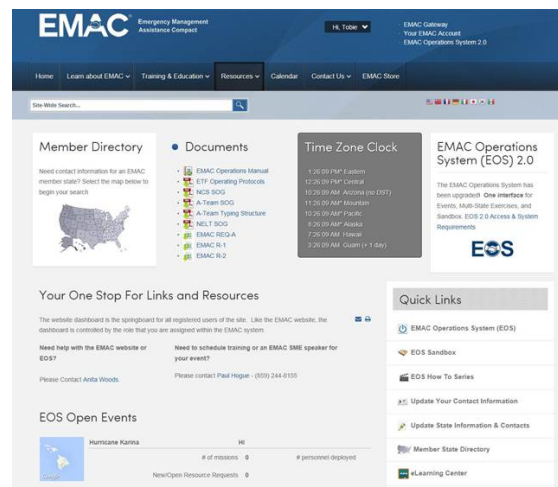 EMAC
Emergency Management
Assistance Compact
Hi, Tobie
EMAC Gateway
Your EMAC Account
EMAC Operations System 2.0
Home Learn about EMAC Training & Education Resources Calendar Contact Us EMAC Store
Site-Wide Search...
Member Directory
Need contact information for an EMAC
member state? Select the map below to
begin your search
Documents
EMAC Operations Manual
ETF Operating Protocols
NCS SOG
A-Team SOG
A-Team Typing Structure
NELT SOG
EMAC REQ-A
EMAC R-1
EMAC R-2
Time Zone Clock
1:26:09 PM* Eastern
12:26:09 PM* Central
10:26:09 AM Arizona (no DST)
11:26:09 AM* Mountain
10:26:09 AM* Pacific
8:26:09 AM* Alaska
7:26:09 AM Hawaii
3:26:09 AM Guam (+ 1 day)
EMAC Operations
System (EOS) 2.0
The EMAC Operations System has
been upgraded! One interface for
Events, Multi-State Exercises, and
Sandbox. EOS 2.0 Access & System
Requirements
EOS
Your One Stop For Links and Resources
The website dashboard is the springboard for all registered users of the site. Like the EMAC website, the
dashboard is controlled by the role that you are assigned within the EMAC system.
Need help with the EMAC website or
EOS?
Please Contact Anita Woods.
Need to schedule training or an EMAC SME speaker for
your event?
Please contact Paul Hogue - (859) 244-8155
EOS Open Events
Hurricane Karina HI
# of missions 0 # personnel deployed
New/Open Resource Requests 0
Quick Links
EMAC Operations System (EOS)
EOS Sandbox
EOS How To Series
Update Your Contact Information
Update State Information & Contacts
Member State Directory
eLearning Center